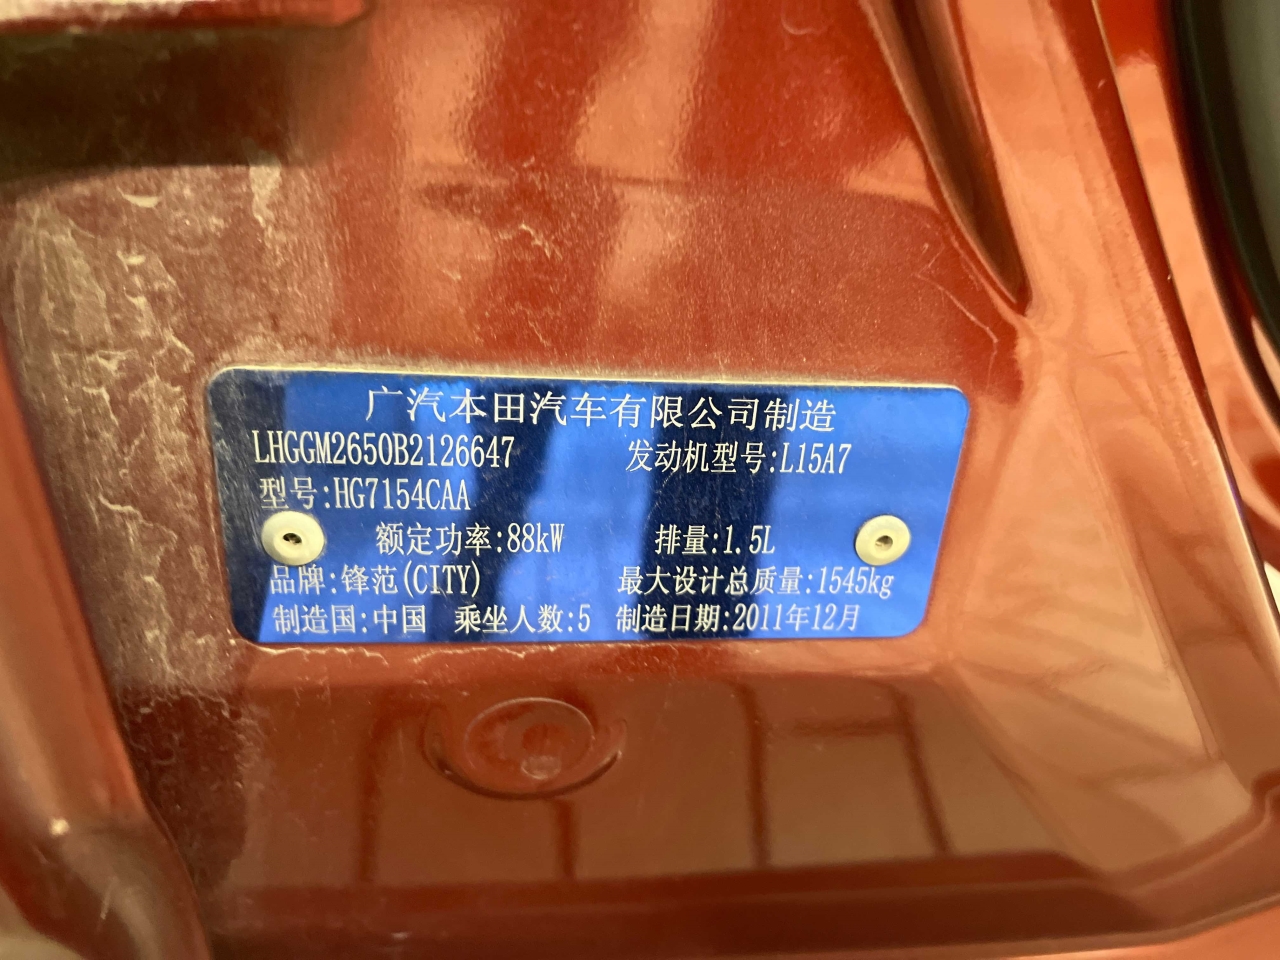 广汽本田汽车有限公司制造
LHGGM2650B2126647 发动机型号:L15A7
型号:HG7154CAA
额定功率:88kW 排量:1.5L
品牌:锋范(CITY) 最大设计总质量:1545kg
制造国:中国 乘坐人数:5 制造日期:2011年12月